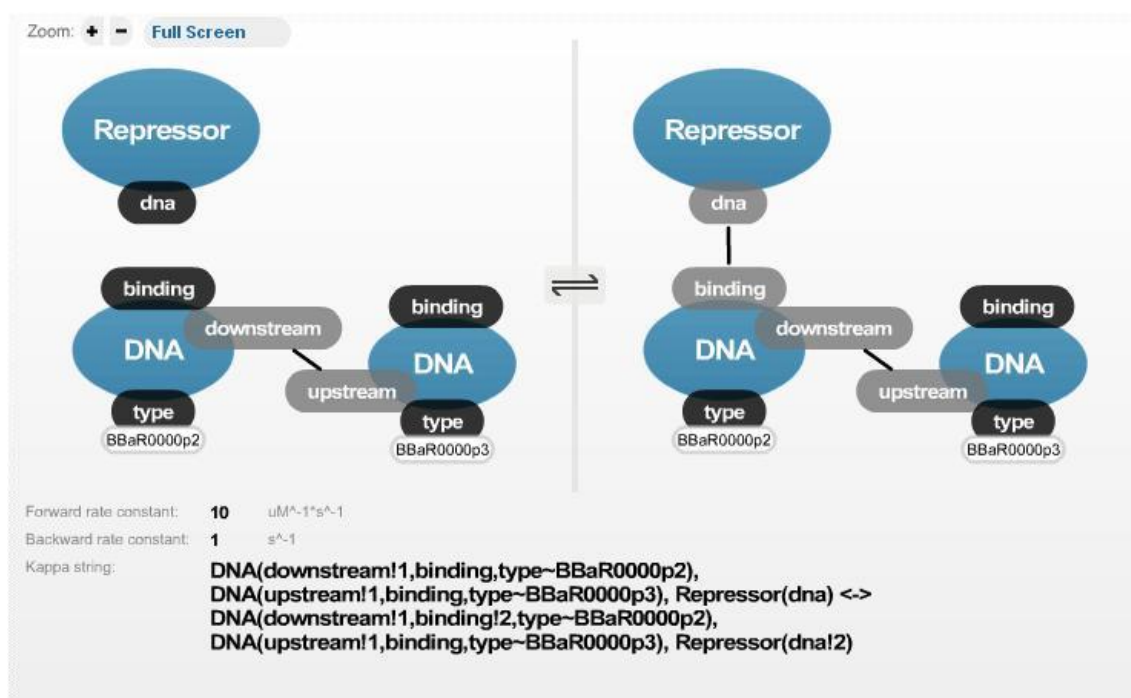 Zoom: + - Full Screen
Repressor
dna
binding
downstream
DNA
type
BBaR0000p2
binding
DNA
upstream
type
BBaR0000p3
Repressor
dna
binding
downstream
DNA
type
BBaR0000p2
binding
DNA
upstream
type
BBaR0000p3
Forward rate constant: 10 uM^-1*s^-1
Backward rate constant: 1 s^-1
Kappa string: DNA(downstream!1,binding,type~BBaR0000p2),
DNA(upstream!1,binding,type~BBaR0000p3), Repressor(dna) <->
DNA(downstream!1,binding!2,type~BBaR0000p2),
DNA(upstream!1,binding,type~BBaR0000p3), Repressor(dna!2)